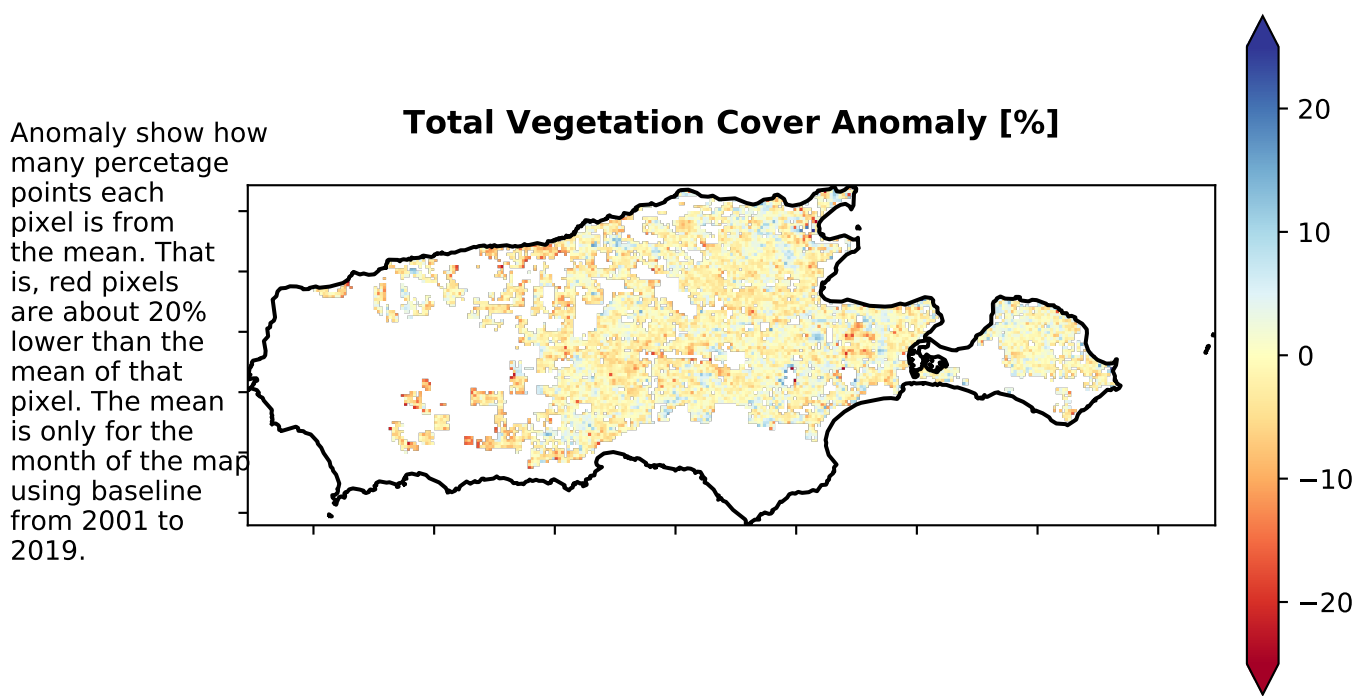 Total Vegetation Cover Anomaly [%]
Anomaly show how
many percetage
points each
pixel is from
the mean. That
is, red pixels
are about 20%
lower than the
mean of that
pixel. The mean
is only for the
month of the map
using baseline
from 2001 to
2019.
20
10
0
−10
−20